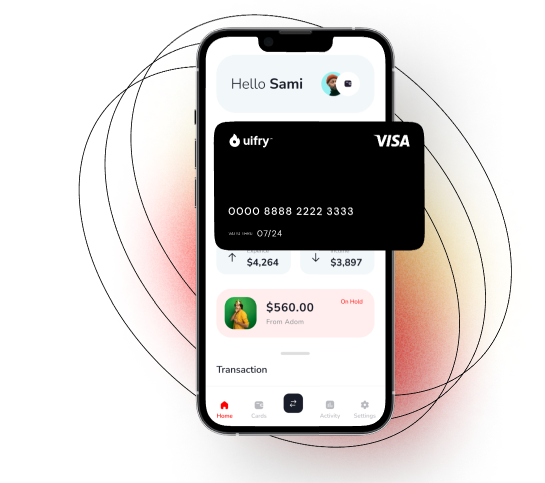 Hello Sami
uifry™
VISA
0000 8888 2222 3333
VALID THRU 07/24
$4,264
$3,897
$560.00
On Hold
From Adom
Transaction
Home
Cards
Activity
Settings